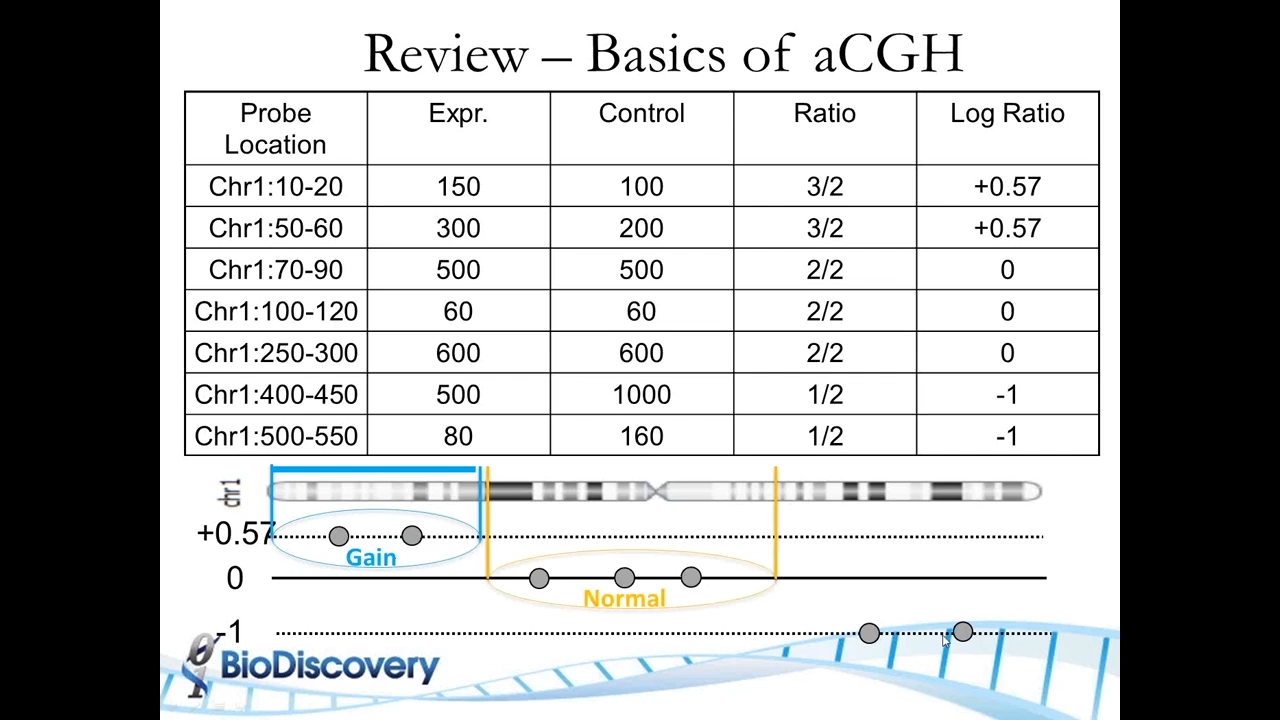 Review – Basics of aCGH
Probe Location Expr. Control Ratio Log Ratio
Chr1:10-20 150 100 3/2 +0.57
Chr1:50-60 300 200 3/2 +0.57
Chr1:70-90 500 500 2/2 0
Chr1:100-120 60 60 2/2 0
Chr1:250-300 600 600 2/2 0
Chr1:400-450 500 1000 1/2 -1
Chr1:500-550 80 160 1/2 -1
chr1
+0.57
Gain
0
Normal
-1
BioDiscovery